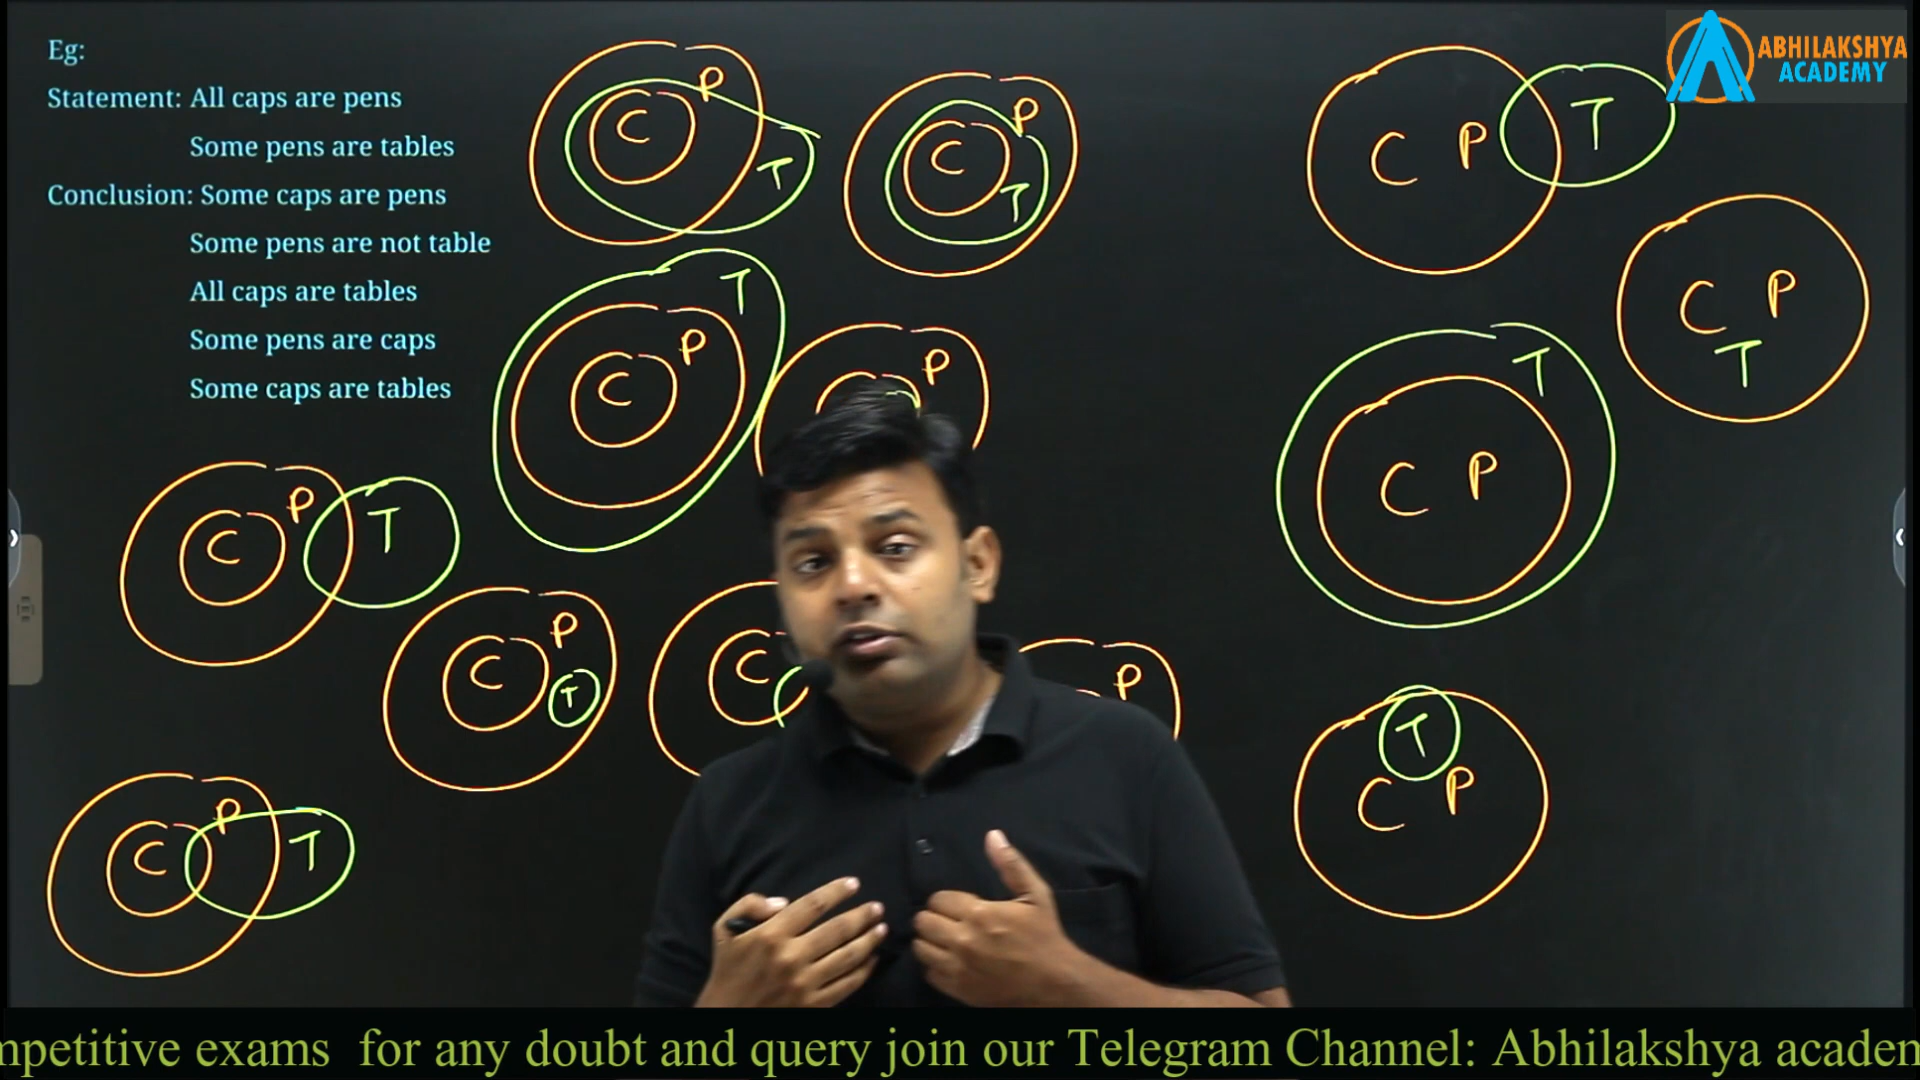 Eg:
Statement: All caps are pens
Some pens are tables
Conclusion: Some caps are pens
Some pens are not table
All caps are tables
Some pens are caps
Some caps are tables
ABHILAKSHYA
ACADEMY
C P T
C P T
C P T
P
C P T
C P T
C P T
C P T
C P T
C
P
C P T
C P T
mpetitive exams for any doubt and query join our Telegram Channel: Abhilakshya academ